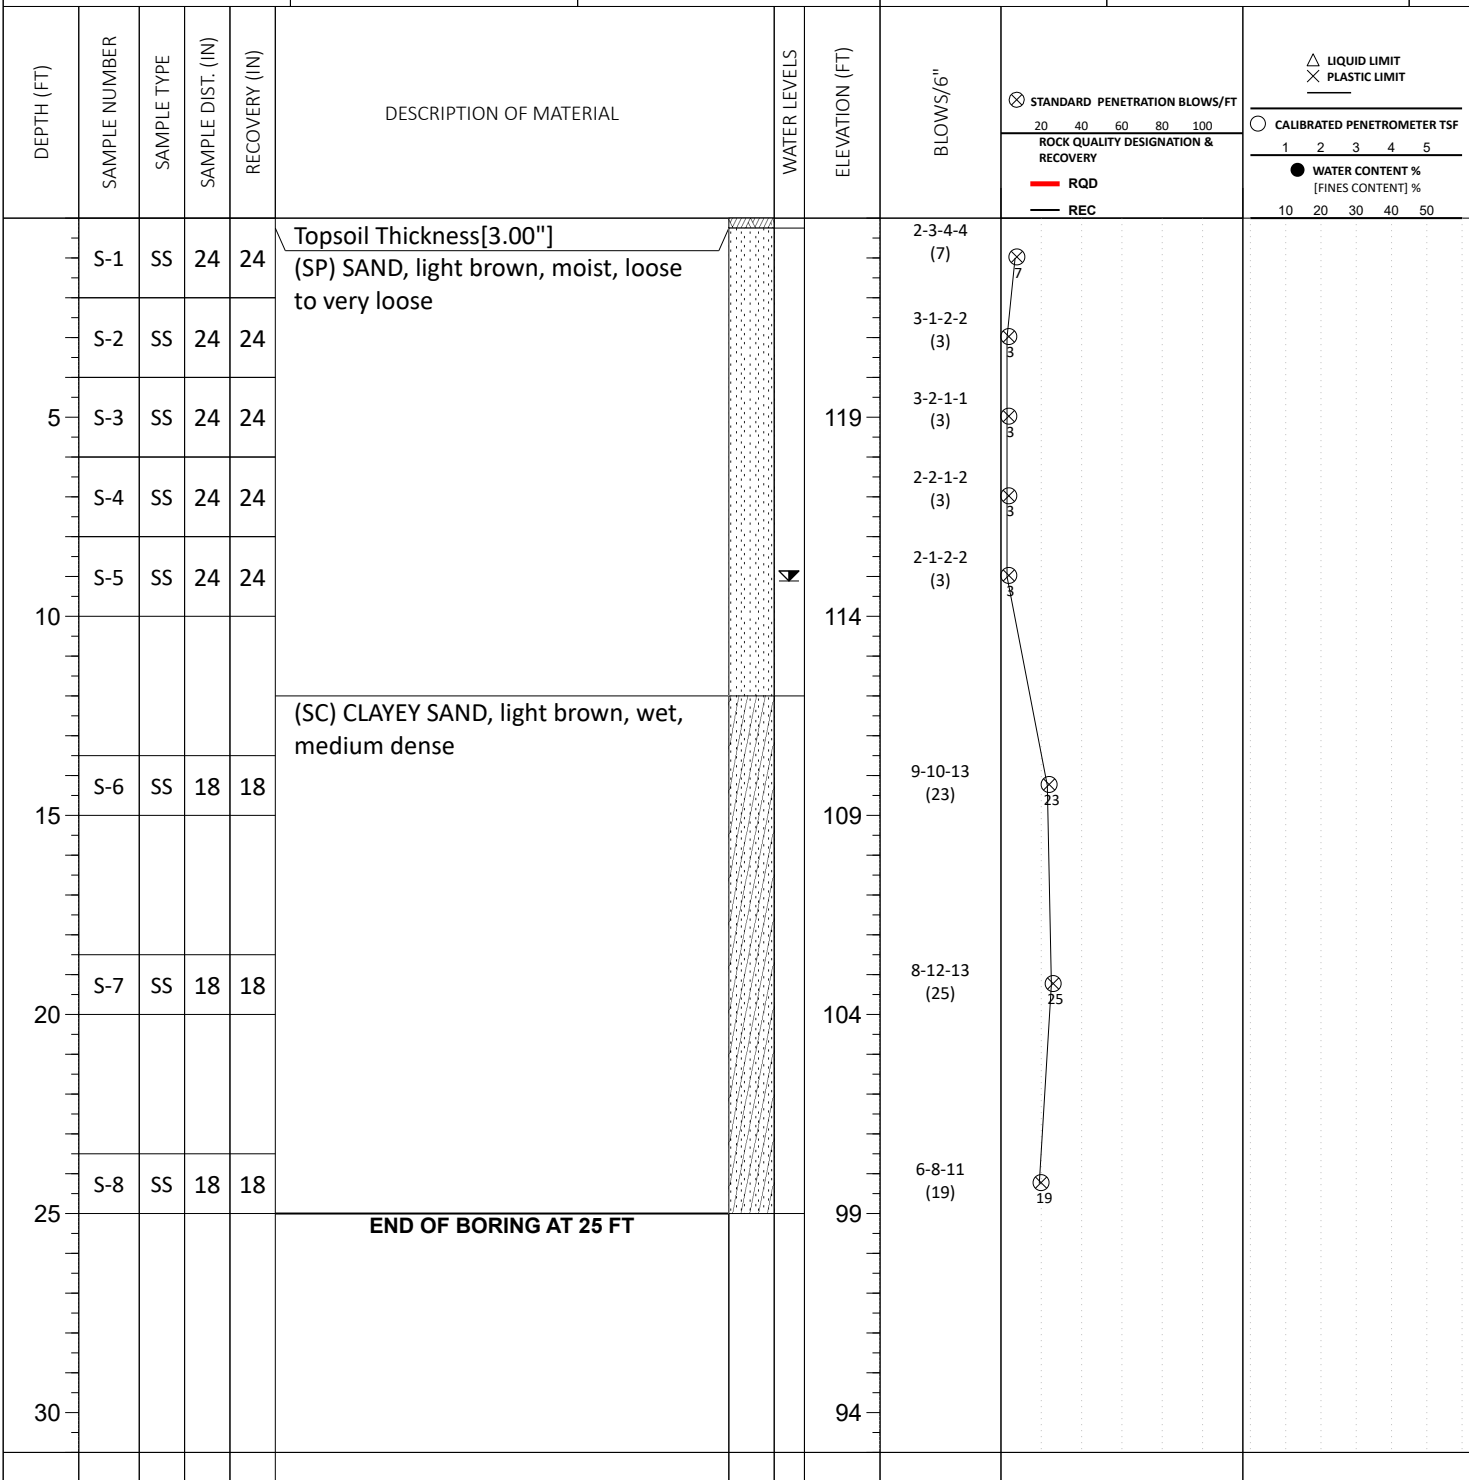 DEPTH (FT)
SAMPLE NUMBER
SAMPLE TYPE
SAMPLE DIST. (IN)
RECOVERY (IN)
DESCRIPTION OF MATERIAL
WATER LEVELS
ELEVATION (FT)
BLOWS/6"
STANDARD PENETRATION BLOWS/FT
20 40 60 80 100
ROCK QUALITY DESIGNATION &
RECOVERY
RQD
REC
LIQUID LIMIT
PLASTIC LIMIT
CALIBRATED PENETROMETER TSF
1 2 3 4 5
WATER CONTENT %
[FINES CONTENT] %
10 20 30 40 50
Topsoil Thickness[3.00"]
S-1 SS 24 24
(SP) SAND, light brown, moist, loose
to very loose
2-3-4-4
(7)
7
S-2 SS 24 24
3-1-2-2
(3)
3
5 S-3 SS 24 24
119
3-2-1-1
(3)
3
S-4 SS 24 24
2-2-1-2
(3)
3
S-5 SS 24 24
2-1-2-2
(3)
3
10
114
(SC) CLAYEY SAND, light brown, wet,
medium dense
S-6 SS 18 18
9-10-13
(23)
23
15
109
S-7 SS 18 18
8-12-13
(25)
25
20
104
S-8 SS 18 18
6-8-11
(19)
19
25
99
END OF BORING AT 25 FT
30
94